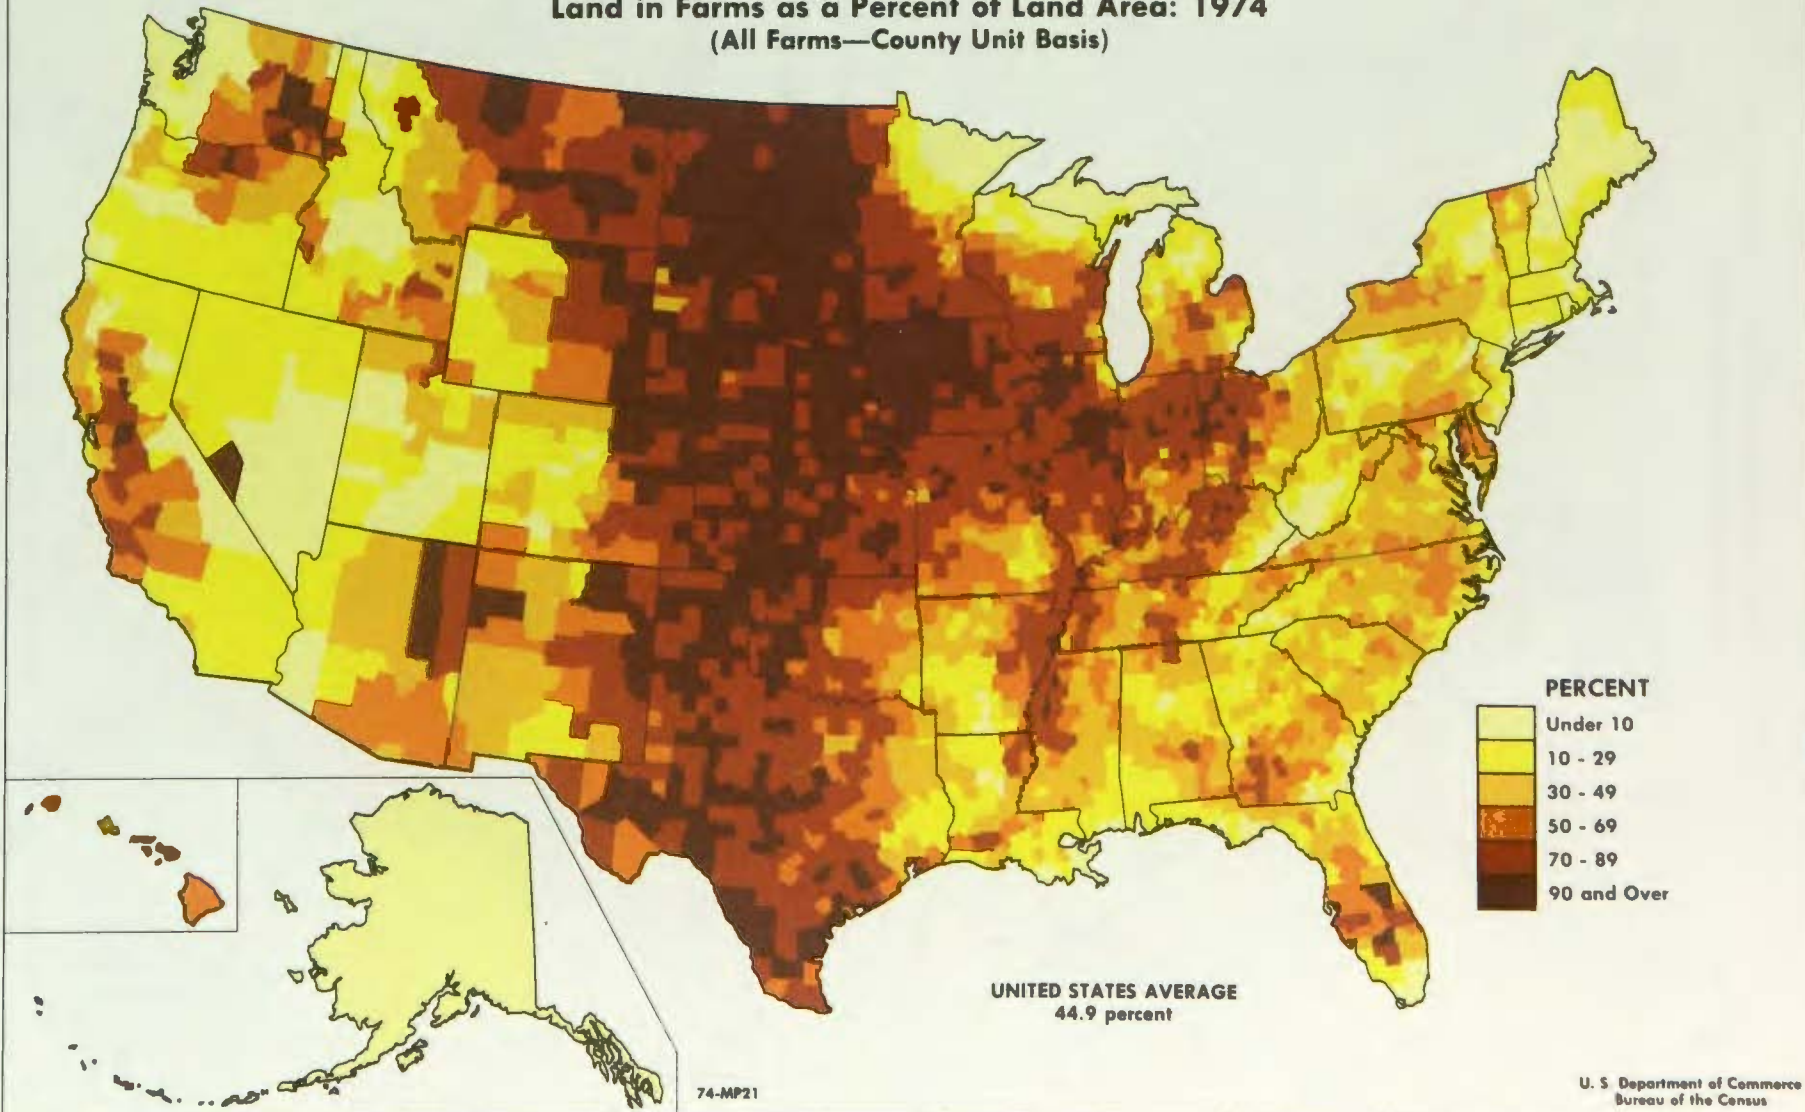 Land in Farms as a Percent of Land Area: 1974
(All Farms—County Unit Basis)
PERCENT
Under 10
10 - 29
30 - 49
50 - 69
70 - 89
90 and Over
UNITED STATES AVERAGE
44.9 percent
74-MP21
U. S Department of Commerce
Bureau of the Census